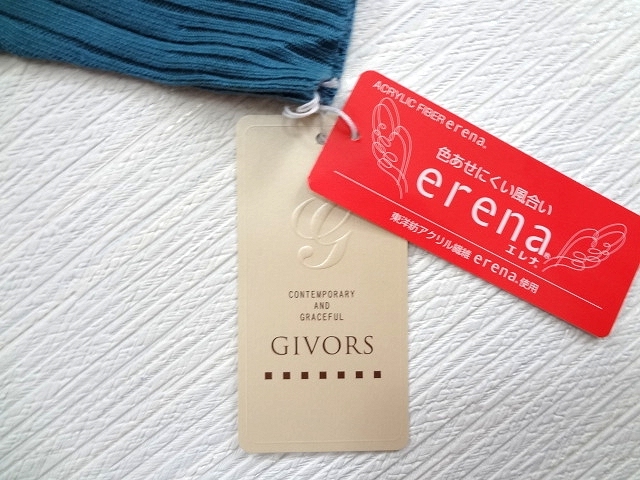 G
CONTEMPORARY
AND
GRACEFUL
GIVORS
ACRYLIC FIBER erena®
色あせにくい風合い
erena®
エレナ®
東洋紡アクリル繊維 erena®使用